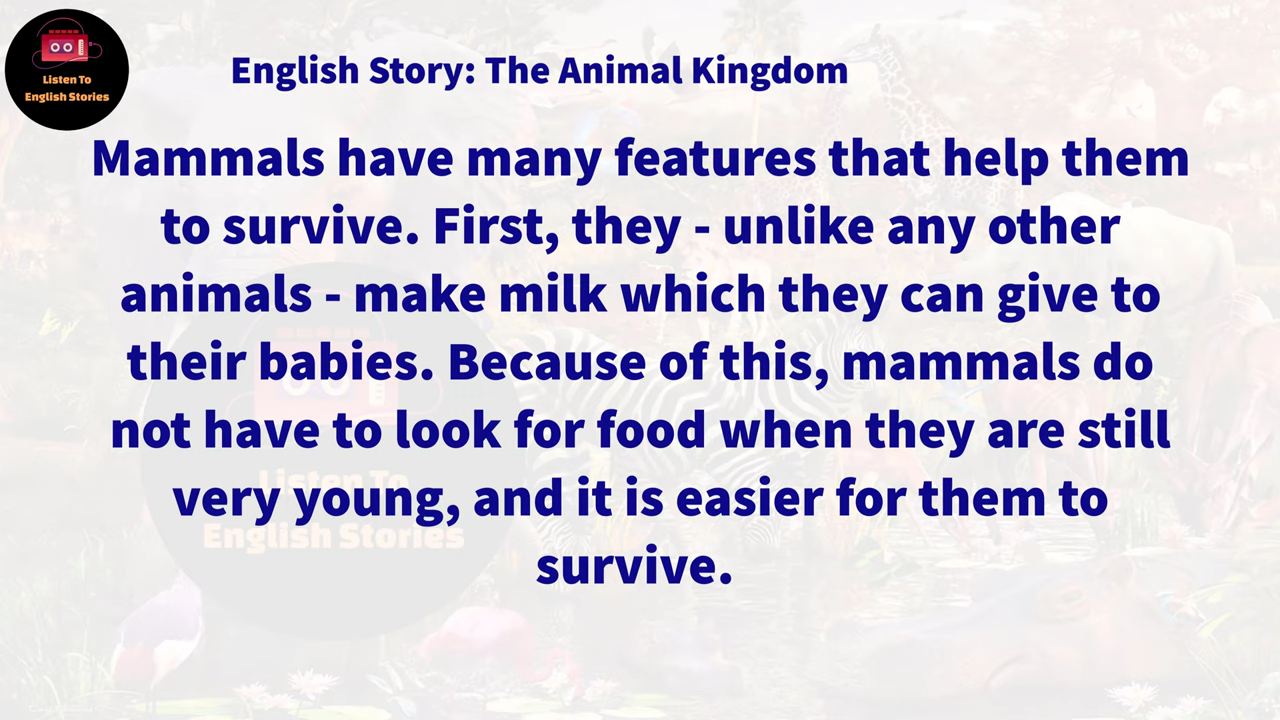 Listen To
English Stories
English Story: The Animal Kingdom
Mammals have many features that help them
to survive. First, they - unlike any other
animals - make milk which they can give to
their babies. Because of this, mammals do
not have to look for food when they are still
very young, and it is easier for them to
survive.
Listen To
English Stories